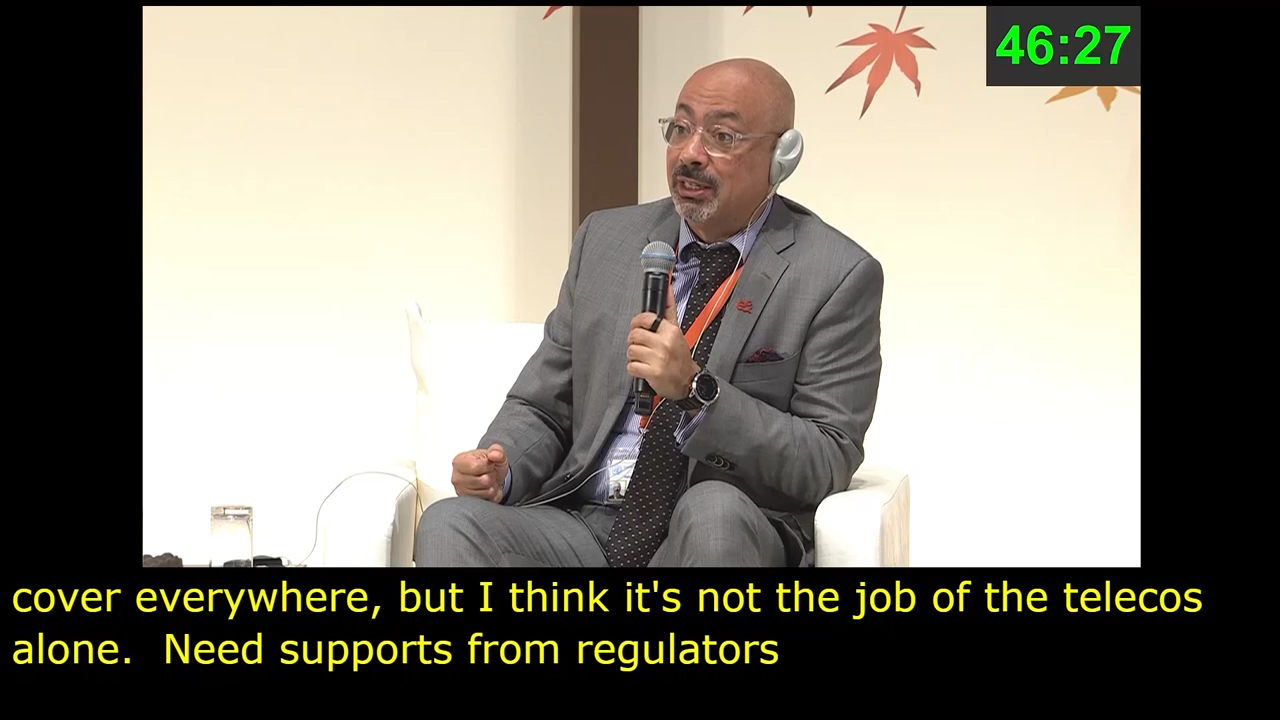 46:27
cover everywhere, but I think it's not the job of the telecos
alone.  Need supports from regulators